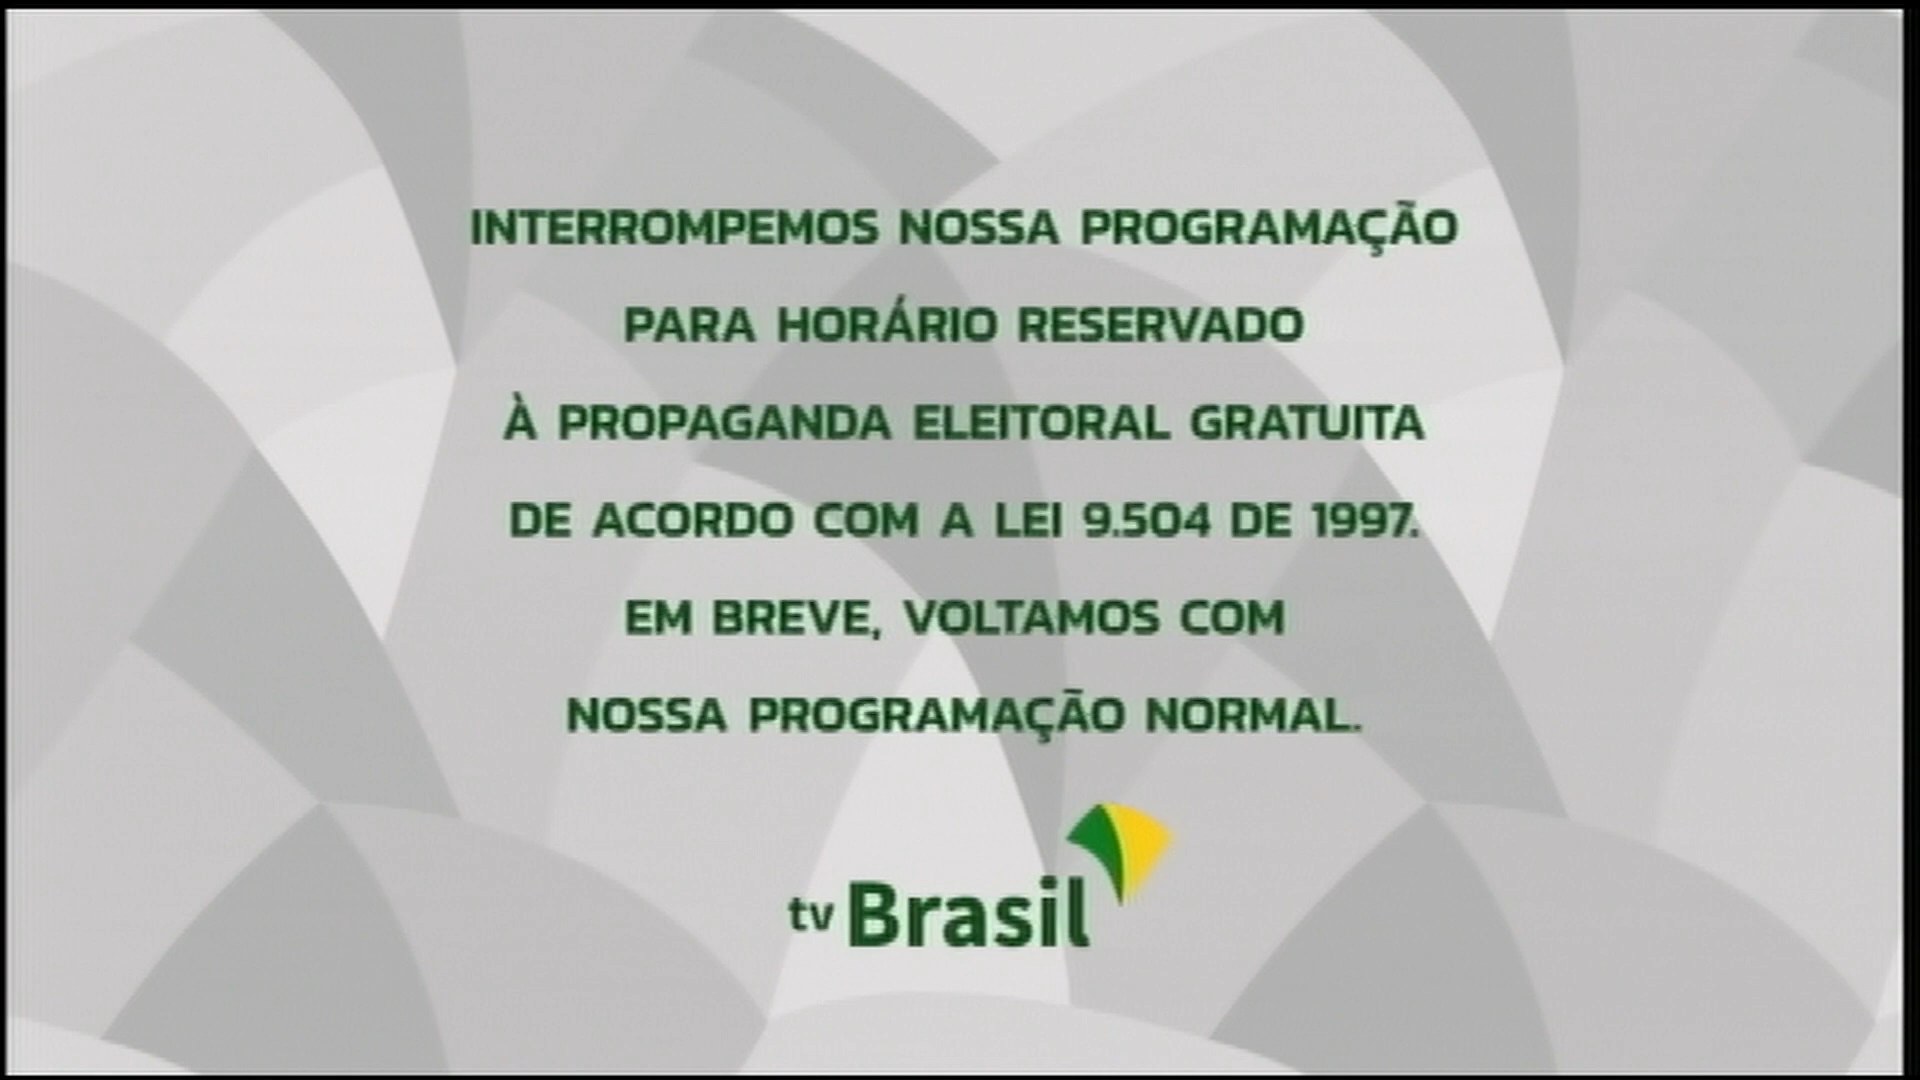 INTERROMPEMOS NOSSA PROGRAMAÇÃO
PARA HORÁRIO RESERVADO
À PROPAGANDA ELEITORAL GRATUITA
DE ACORDO COM A LEI 9.504 DE 1997.
EM BREVE, VOLTAMOS COM
NOSSA PROGRAMAÇÃO NORMAL.
tv Brasil